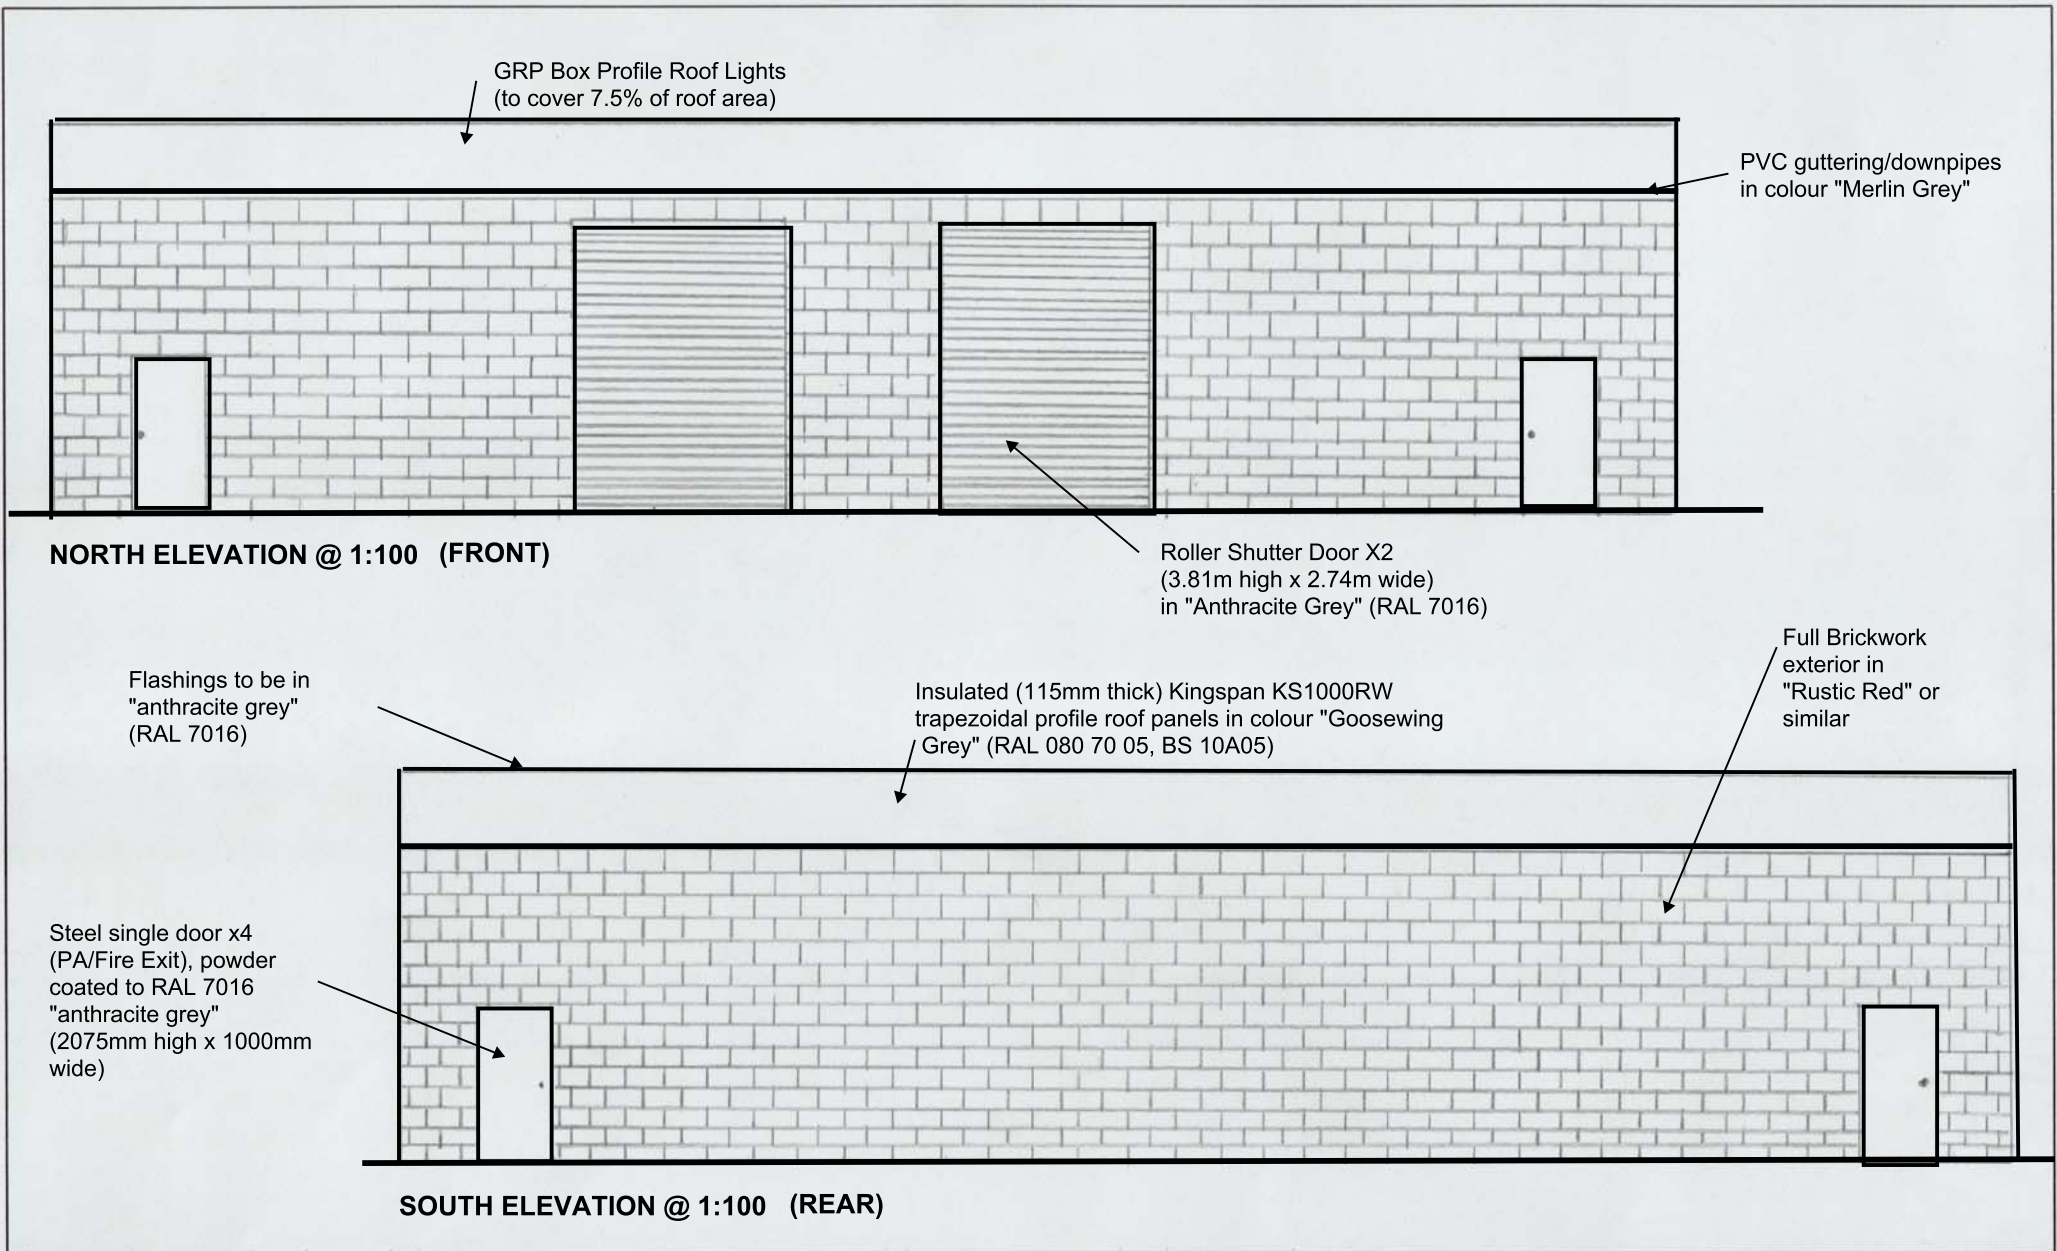 GRP Box Profile Roof Lights
(to cover 7.5% of roof area)
PVC guttering/downpipes
in colour "Merlin Grey"
NORTH ELEVATION @ 1:100 (FRONT)
Roller Shutter Door X2
(3.81m high x 2.74m wide)
in "Anthracite Grey" (RAL 7016)
Full Brickwork
exterior in
"Rustic Red" or
similar
Flashings to be in
"anthracite grey"
(RAL 7016)
Insulated (115mm thick) Kingspan KS1000RW
trapezoidal profile roof panels in colour "Goosewing
Grey" (RAL 080 70 05, BS 10A05)
Steel single door x4
(PA/Fire Exit), powder
coated to RAL 7016
"anthracite grey"
(2075mm high x 1000mm
wide)
SOUTH ELEVATION @ 1:100 (REAR)